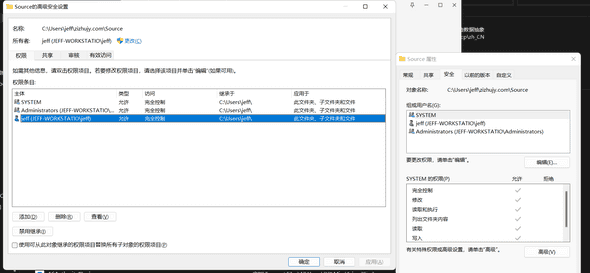 Source的高级安全设置
名称: C:\Users\jeff\zizhujy.com\Source
所有者: jeff (JEFF-WORKSTATIO\jeff) 更改(C)
权限 共享 审核 有效访问
如需其他信息，请双击权限项目。若要修改权限项目，请选择该项目并单击“编辑”(如果可用)。
权限条目:
主体 类型 访问 继承于 应用于
SYSTEM 允许 完全控制 C:\Users\jeff\ 此文件夹、子文件夹和文件
Administrators (JEFF-WORKSTATIO\... 允许 完全控制 C:\Users\jeff\ 此文件夹、子文件夹和文件
jeff (JEFF-WORKSTATIO\jeff) 允许 完全控制 C:\Users\jeff\ 此文件夹、子文件夹和文件
添加(D) 删除(R) 查看(V)
禁用继承(I)
使用可从此对象继承的权限项目替换所有子对象的权限项目(P)
确定 取消 应用(A)
数据抽象
cp\zh_CN
Source 属性
常规 共享 安全 以前的版本 自定义
对象名称: C:\Users\jeff\zizhujy.com\Source
组或用户名(G):
SYSTEM
jeff (JEFF-WORKSTATIO\jeff)
Administrators (JEFF-WORKSTATIO\Administrators)
要更改权限，请单击“编辑”。 编辑(E)...
SYSTEM 的权限(P) 允许 拒绝
完全控制
修改
读取和执行
列出文件夹内容
读取
写入
有关特殊权限或高级设置，请单击“高级”。 高级(V)